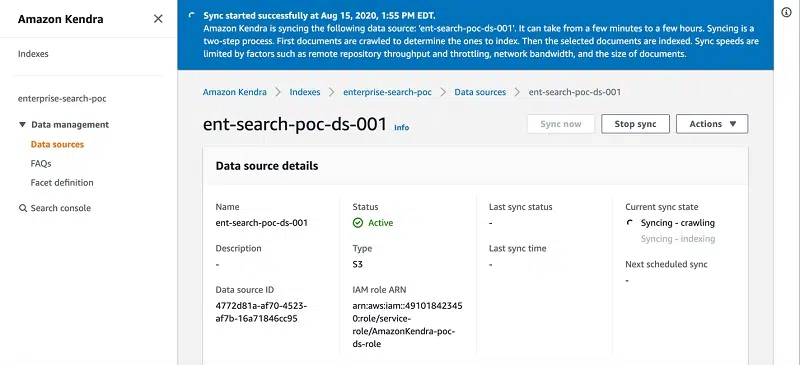 Amazon Kendra
Indexes
enterprise-search-poc
Data management
Data sources
FAQs
Facet definition
Search console
Sync started successfully at Aug 15, 2020, 1:55 PM EDT.
Amazon Kendra is syncing the following data source: 'ent-search-poc-ds-001'. It can take from a few minutes to a few hours. Syncing is a
two-step process. First documents are crawled to determine the ones to index. Then the selected documents are indexed. Sync speeds are
limited by factors such as remote repository throughput and throttling, network bandwidth, and the size of documents.
Amazon Kendra > Indexes > enterprise-search-poc > Data sources > ent-search-poc-ds-001
ent-search-poc-ds-001 Info
Sync now Stop sync Actions
Data source details
Name
ent-search-poc-ds-001
Description
-
Data source ID
4772d81a-af70-4523-
af7b-16a71846cc95
Status
Active
Type
S3
IAM role ARN
arn:aws:iam::49101842345
0:role/service-
role/AmazonKendra-poc-
ds-role
Last sync status
-
Last sync time
-
Current sync state
Syncing - crawling
Syncing - indexing
Next scheduled sync
-